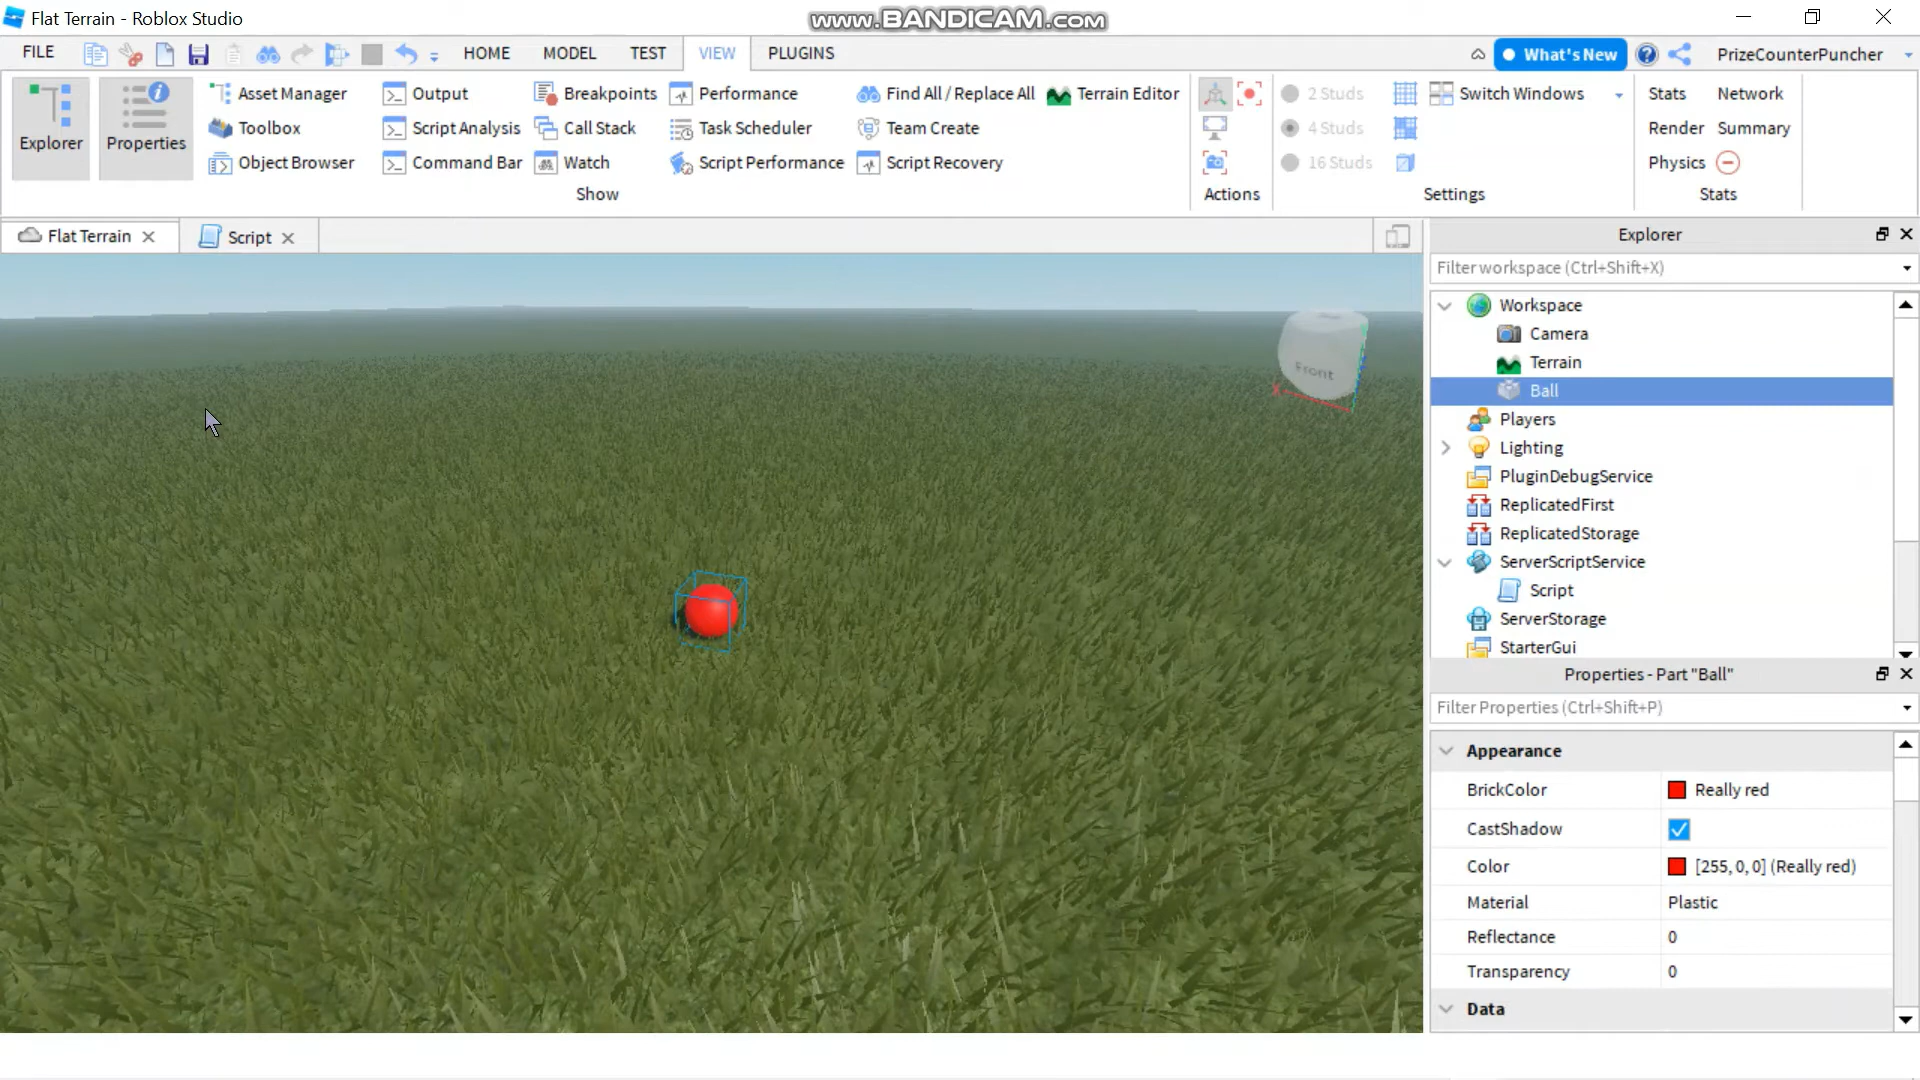 Flat Terrain - Roblox Studio
www.BANDICAM.com
FILE HOME MODEL TEST VIEW PLUGINS What's New PrizeCounterPuncher
Explorer
Properties
Asset Manager
Toolbox
Object Browser
Output
Script Analysis
Command Bar
Breakpoints
Call Stack
Watch
Performance
Task Scheduler
Script Performance
Find All / Replace All
Team Create
Script Recovery
Terrain Editor
Show
Actions
2 Studs
4 Studs
16 Studs
Switch Windows
Settings
Stats Network
Render Summary
Physics
Stats
Flat Terrain Script
Front
X
Explorer
Filter workspace (Ctrl+Shift+X)
Workspace
Camera
Terrain
Ball
Players
Lighting
PluginDebugService
ReplicatedFirst
ReplicatedStorage
ServerScriptService
Script
ServerStorage
StarterGui
Properties - Part "Ball"
Filter Properties (Ctrl+Shift+P)
Appearance
BrickColor Really red
CastShadow
Color [255, 0, 0] (Really red)
Material Plastic
Reflectance 0
Transparency 0
Data